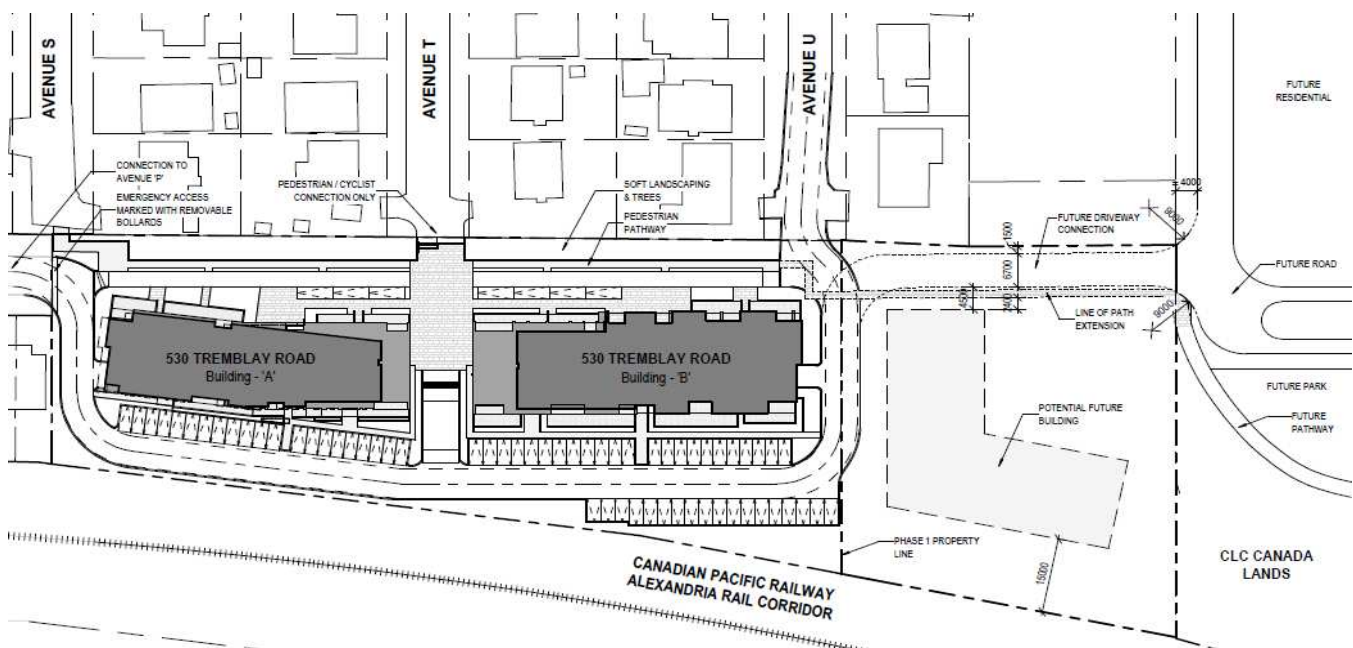 AVENUE S
AVENUE T
AVENUE U
FUTURE
RESIDENTIAL
CONNECTION TO
AVENUE 'P'
EMERGENCY ACCESS
MARKED WITH REMOVABLE
BOLLARDS
PEDESTRIAN / CYCLIST
CONNECTION ONLY
SOFT LANDSCAPING
& TREES
PEDESTRIAN
PATHWAY
4000
9000
1500
FUTURE DRIVEWAY
CONNECTION
6700
FUTURE ROAD
4500
2400
LINE OF PATH
EXTENSION
9000
530 TREMBLAY ROAD
Building - 'A'
530 TREMBLAY ROAD
Building - 'B'
FUTURE PARK
POTENTIAL FUTURE
BUILDING
FUTURE
PATHWAY
PHASE 1 PROPERTY
LINE
CANADIAN PACIFIC RAILWAY
ALEXANDRIA RAIL CORRIDOR
15000
CLC CANADA
LANDS